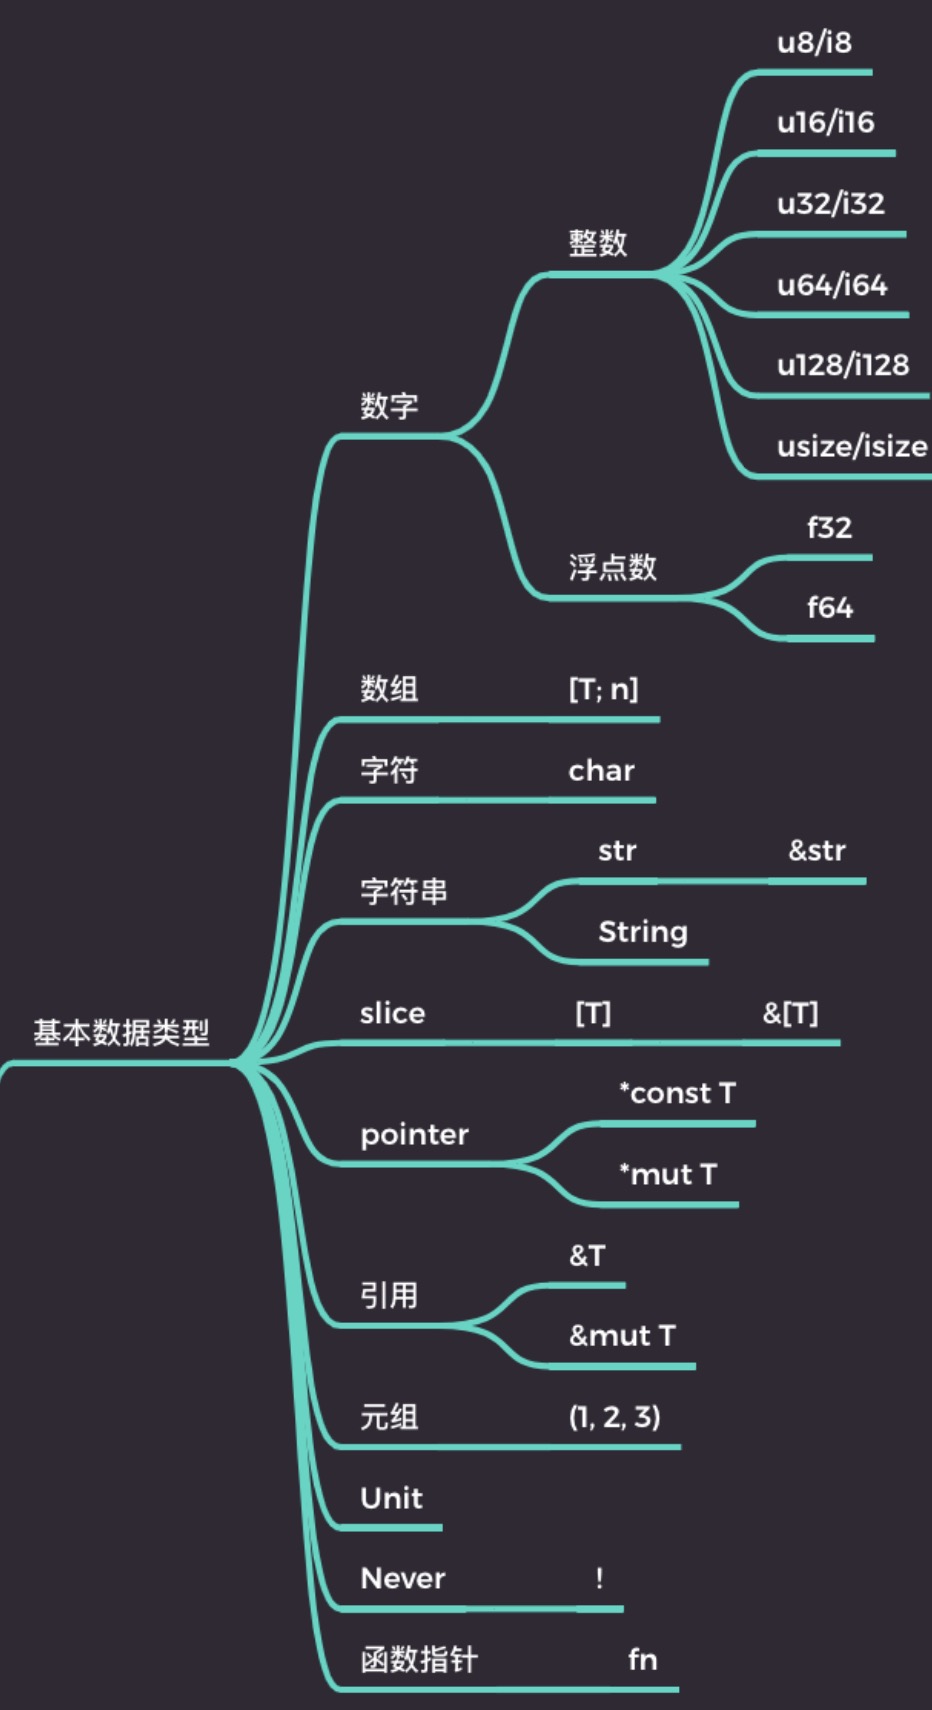 基本数据类型
数字
整数
u8/i8
u16/i16
u32/i32
u64/i64
u128/i128
usize/isize
浮点数
f32
f64
数组 [T; n]
字符 char
字符串
str &str
String
slice [T] &[T]
pointer
*const T
*mut T
引用
&T
&mut T
元组 (1, 2, 3)
Unit
Never !
函数指针 fn